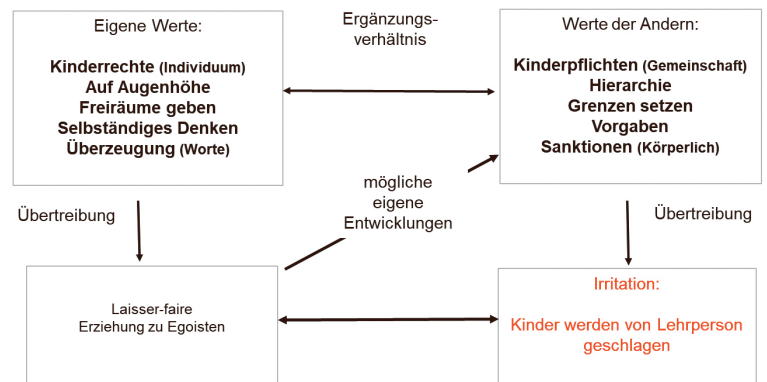 Eigene Werte:
Kinderrechte (Individuum)
Auf Augenhöhe
Freiräume geben
Selbständiges Denken
Überzeugung (Worte)
Ergänzungs-
verhältnis
Werte der Andern:
Kinderpflichten (Gemeinschaft)
Hierarchie
Grenzen setzen
Vorgaben
Sanktionen (Körperlich)
Übertreibung
mögliche
eigene
Entwicklungen
Übertreibung
Laisser-faire
Erziehung zu Egoisten
Irritation:
Kinder werden von Lehrperson
geschlagen